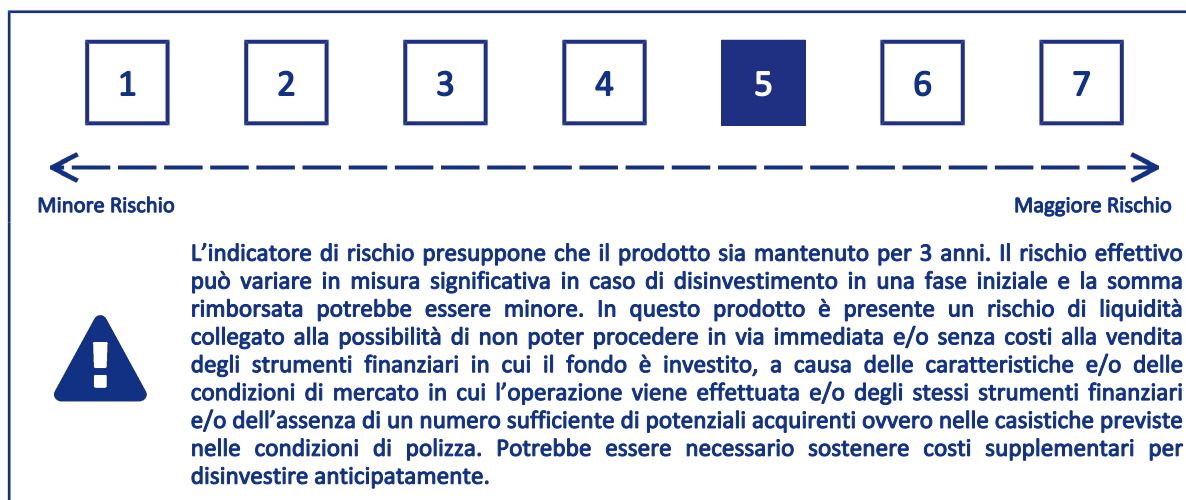 1 2 3 4 5 6 7
Minore Rischio Maggiore Rischio
L'indicatore di rischio presuppone che il prodotto sia mantenuto per 3 anni. Il rischio effettivo
può variare in misura significativa in caso di disinvestimento in una fase iniziale e la somma
rimborsata potrebbe essere minore. In questo prodotto è presente un rischio di liquidità
collegato alla possibilità di non poter procedere in via immediata e/o senza costi alla vendita
degli strumenti finanziari in cui il fondo è investito, a causa delle caratteristiche e/o delle
condizioni di mercato in cui l'operazione viene effettuata e/o degli stessi strumenti finanziari
e/o dell'assenza di un numero sufficiente di potenziali acquirenti ovvero nelle casistiche previste
nelle condizioni di polizza. Potrebbe essere necessario sostenere costi supplementari per
disinvestire anticipatamente.